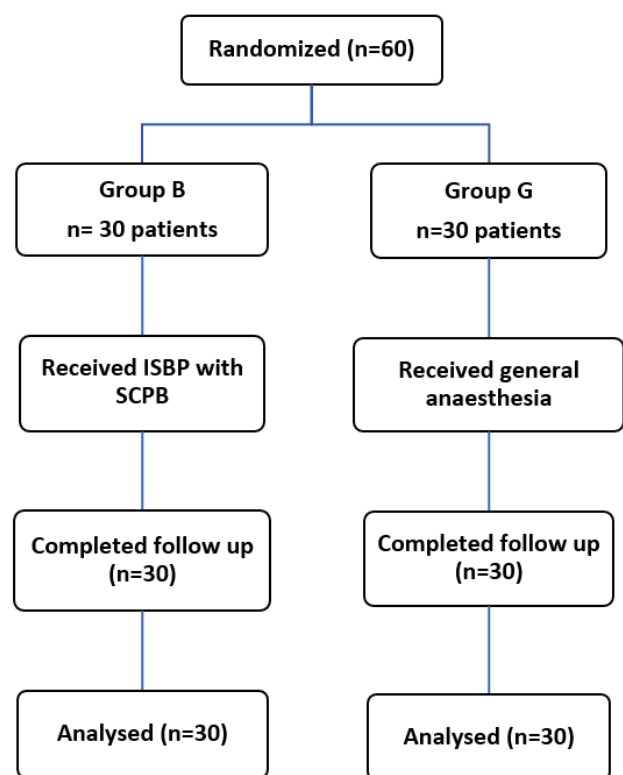 Randomized (n=60)
Group B
n= 30 patients
Group G
n=30 patients
Received ISBP with
SCPB
Received general
anaesthesia
Completed follow up
(n=30)
Completed follow up
(n=30)
Analysed (n=30)
Analysed (n=30)